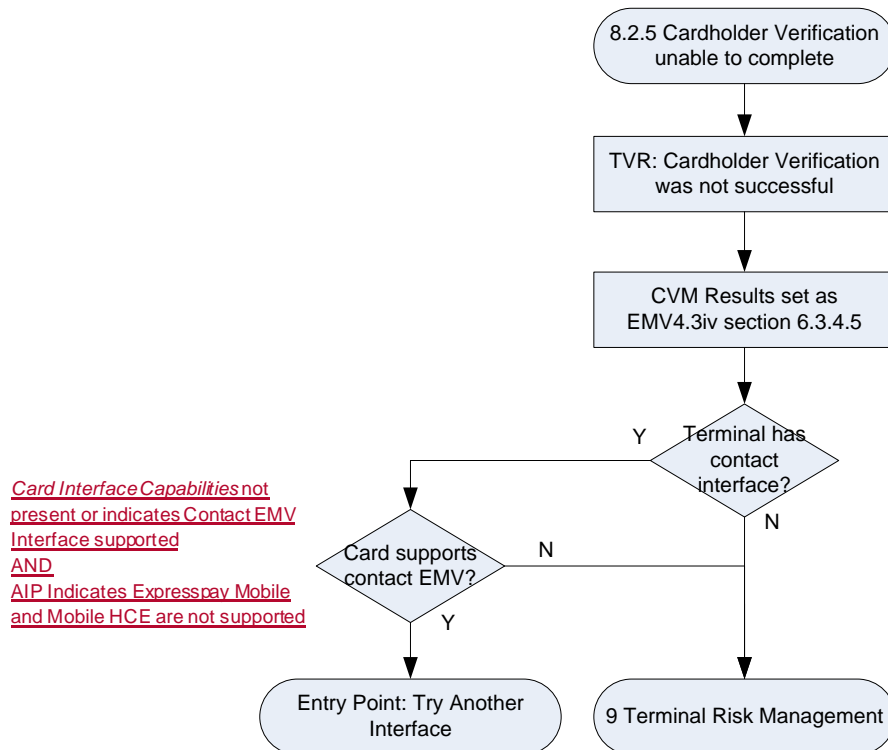 8.2.5 Cardholder Verification
unable to complete
TVR: Cardholder Verification
was not successful
CVM Results set as
EMV4.3iv section 6.3.4.5
Terminal has
contact
interface?
Y
N
Card Interface Capabilities not
present or indicates Contact EMV
Interface supported
AND
AIP Indicates Expresspay Mobile
and Mobile HCE are not supported
Card supports
contact EMV?
N
Y
Entry Point: Try Another
Interface
9 Terminal Risk Management